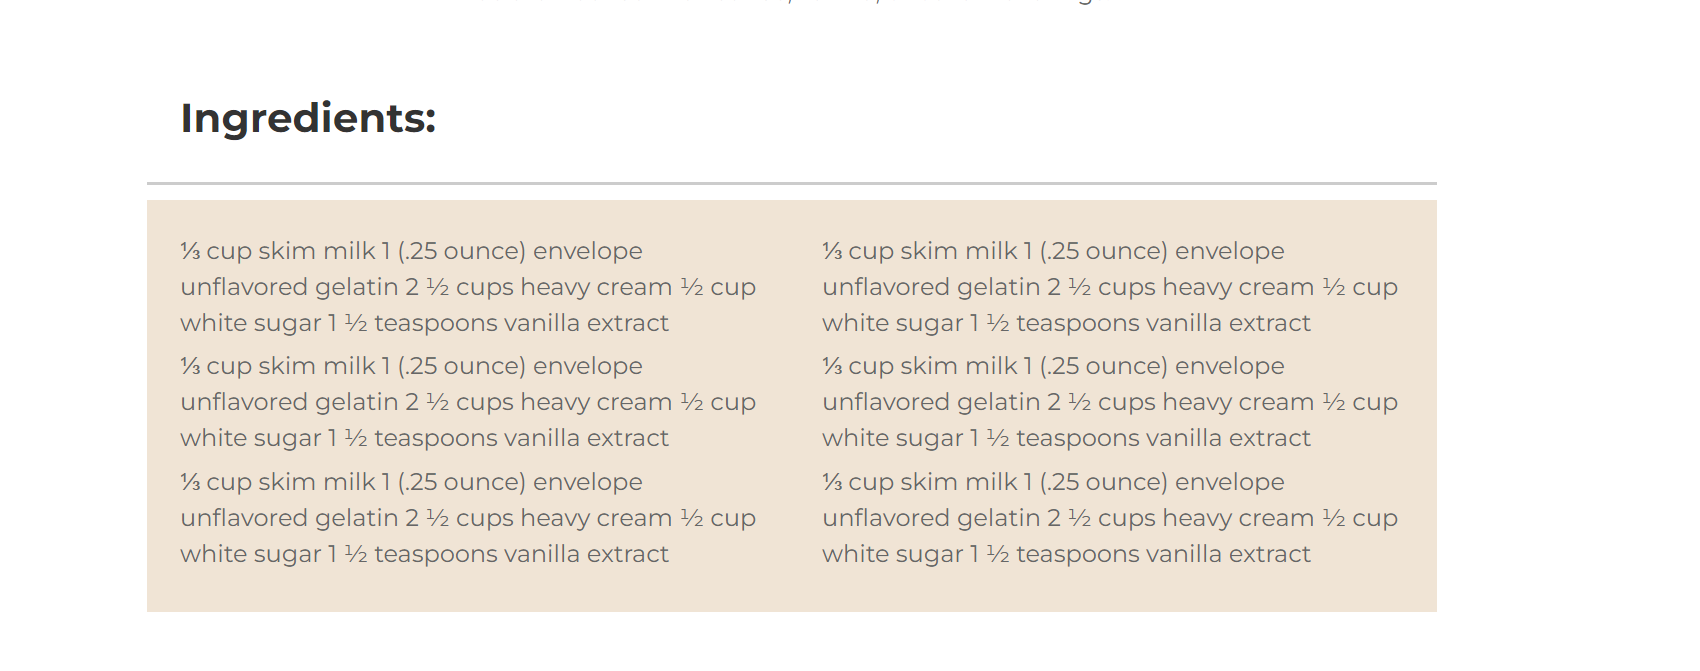 Ingredients:
⅓ cup skim milk 1 (.25 ounce) envelope
unflavored gelatin 2 ½ cups heavy cream ½ cup
white sugar 1 ½ teaspoons vanilla extract
⅓ cup skim milk 1 (.25 ounce) envelope
unflavored gelatin 2 ½ cups heavy cream ½ cup
white sugar 1 ½ teaspoons vanilla extract
⅓ cup skim milk 1 (.25 ounce) envelope
unflavored gelatin 2 ½ cups heavy cream ½ cup
white sugar 1 ½ teaspoons vanilla extract
⅓ cup skim milk 1 (.25 ounce) envelope
unflavored gelatin 2 ½ cups heavy cream ½ cup
white sugar 1 ½ teaspoons vanilla extract
⅓ cup skim milk 1 (.25 ounce) envelope
unflavored gelatin 2 ½ cups heavy cream ½ cup
white sugar 1 ½ teaspoons vanilla extract
⅓ cup skim milk 1 (.25 ounce) envelope
unflavored gelatin 2 ½ cups heavy cream ½ cup
white sugar 1 ½ teaspoons vanilla extract